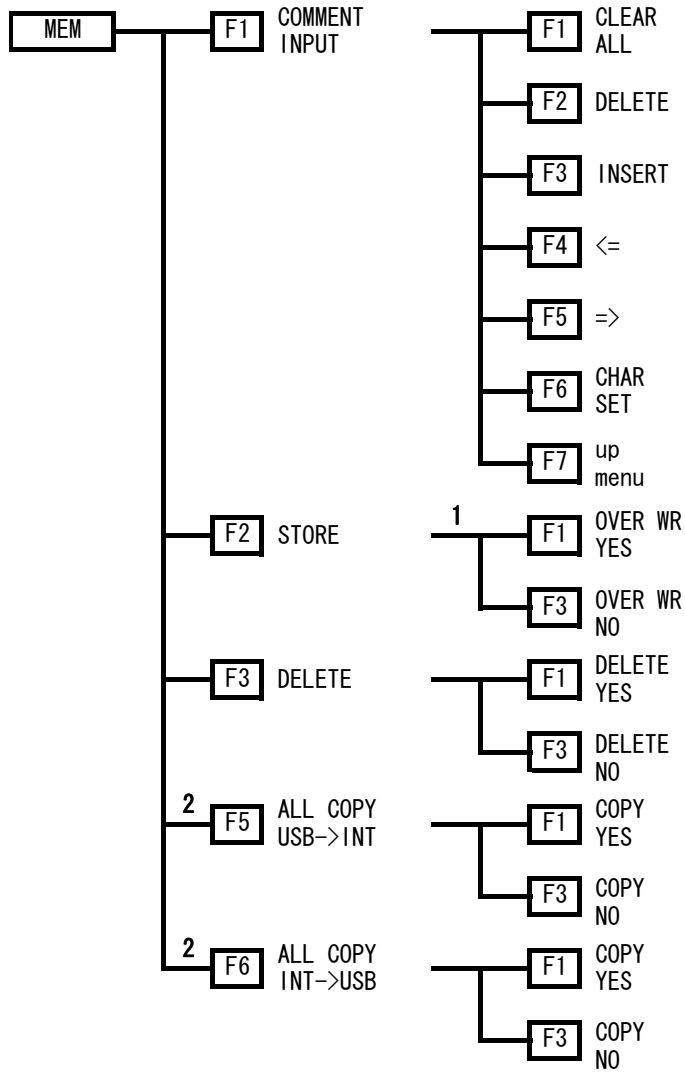 MEM
F1 COMMENT
INPUT
F1 CLEAR
ALL
F2 DELETE
F3 INSERT
F4 <=
F5 =>
F6 CHAR
SET
F7 up
menu
F2 STORE
1
F1 OVER WR
YES
F3 OVER WR
NO
F3 DELETE
F1 DELETE
YES
F3 DELETE
NO
2
F5 ALL COPY
USB->INT
F1 COPY
YES
F3 COPY
NO
2
F6 ALL COPY
INT->USB
F1 COPY
YES
F3 COPY
NO